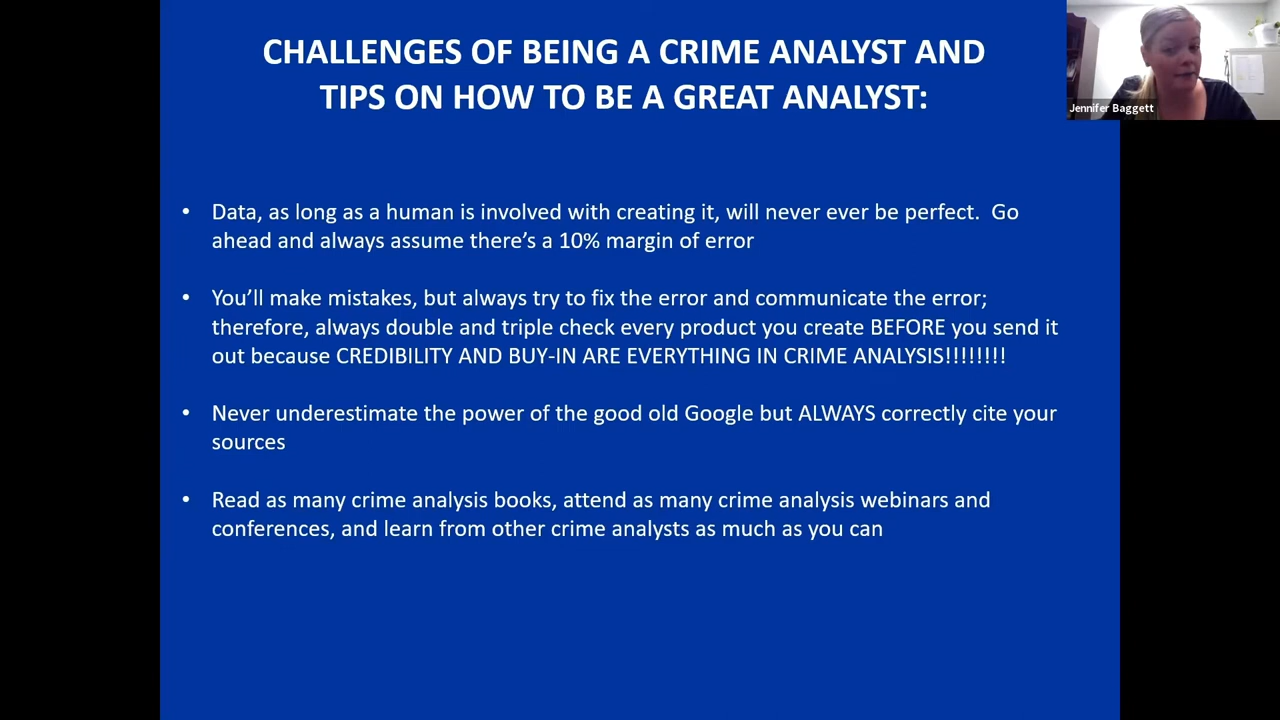 CHALLENGES OF BEING A CRIME ANALYST AND
TIPS ON HOW TO BE A GREAT ANALYST:
Jennifer Baggett
• Data, as long as a human is involved with creating it, will never ever be perfect.  Go
ahead and always assume there’s a 10% margin of error
• You’ll make mistakes, but always try to fix the error and communicate the error;
therefore, always double and triple check every product you create BEFORE you send it
out because CREDIBILITY AND BUY-IN ARE EVERYTHING IN CRIME ANALYSIS!!!!!!!!
• Never underestimate the power of the good old Google but ALWAYS correctly cite your
sources
• Read as many crime analysis books, attend as many crime analysis webinars and
conferences, and learn from other crime analysts as much as you can